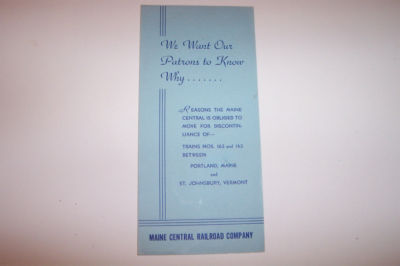 We Want Our
Patrons to Know
Why.......
REASONS THE MAINE
CENTRAL IS OBLIGED TO
MOVE FOR DISCONTIN-
UANCE OF—
TRAINS NOS. 162 and 163
BETWEEN
PORTLAND, MAINE
and
ST. JOHNSBURY, VERMONT
MAINE CENTRAL RAILROAD COMPANY